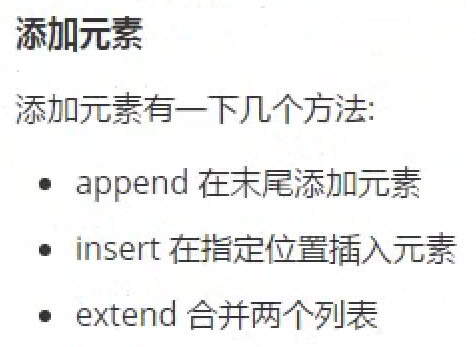 添加元素
添加元素有一下几个方法:
• append 在末尾添加元素
• insert 在指定位置插入元素
• extend 合并两个列表